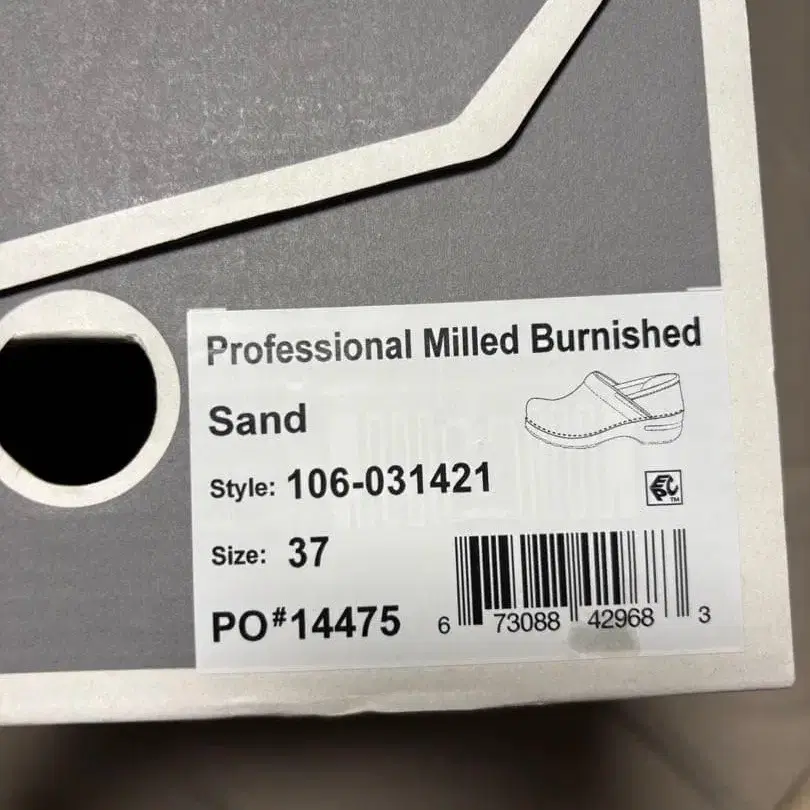 Professional Milled Burnished
Sand
Style: 106-031421
Size: 37
PO#14475
6 73088 42968 3